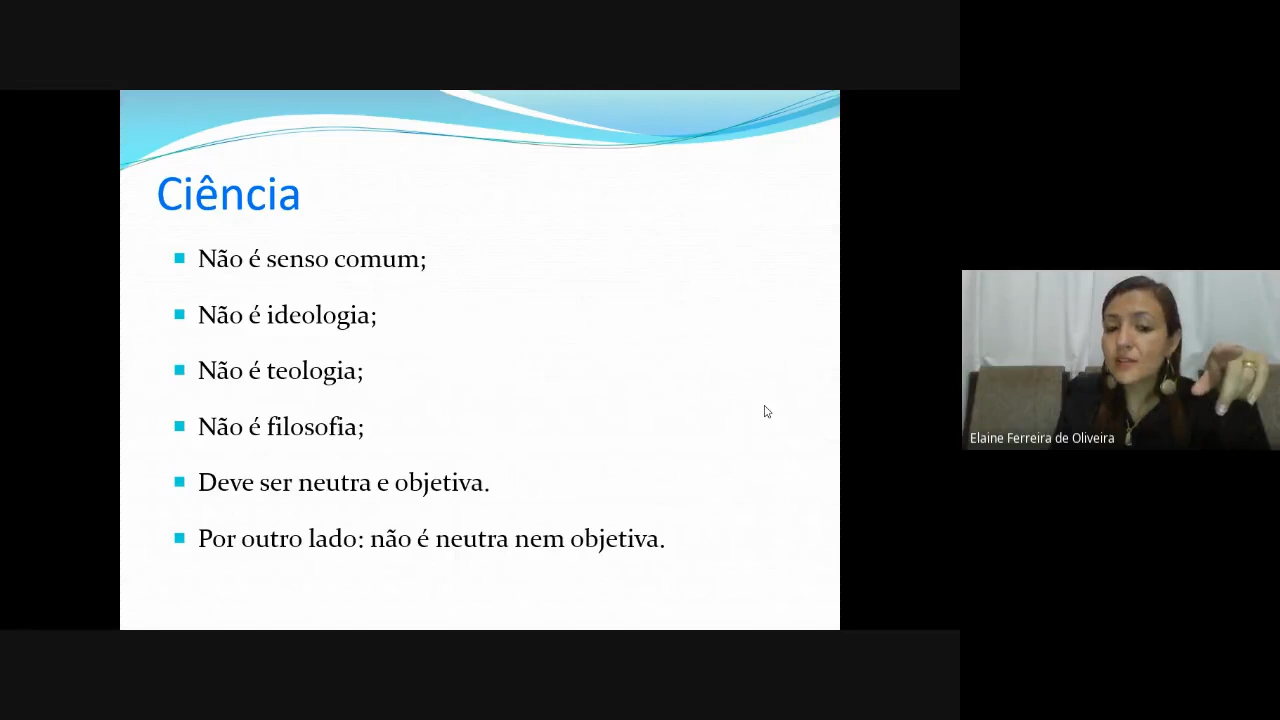 Ciência
Não é senso comum;
Não é ideologia;
Não é teologia;
Não é filosofia;
Deve ser neutra e objetiva.
Por outro lado: não é neutra nem objetiva.
Elaine Ferreira de Oliveira